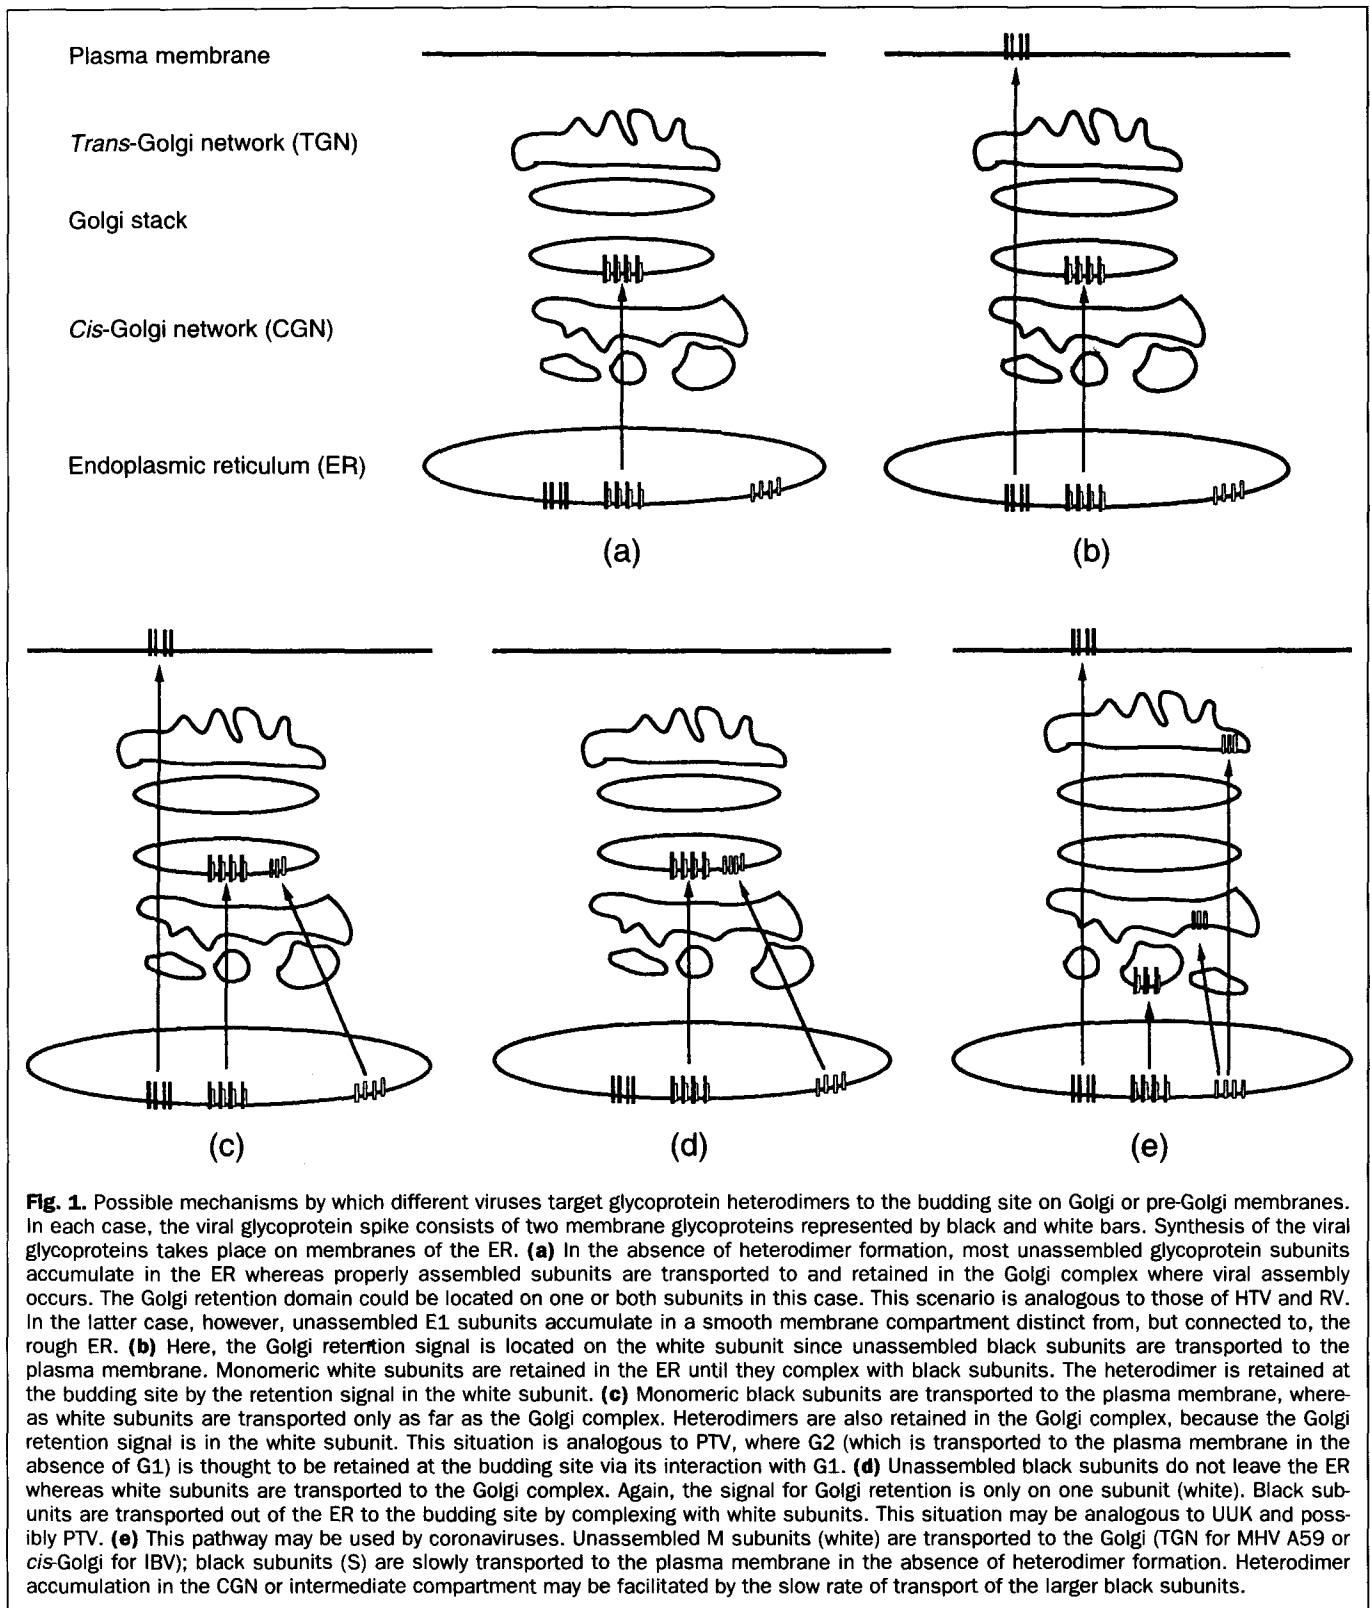 Plasma membrane
Trans-Golgi network (TGN)
Golgi stack
Cis-Golgi network (CGN)
Endoplasmic reticulum (ER)
(a)
(b)
(c)
(d)
(e)
Fig. 1. Possible mechanisms by which different viruses target glycoprotein heterodimers to the budding site on Golgi or pre-Golgi membranes.
In each case, the viral glycoprotein spike consists of two membrane glycoproteins represented by black and white bars. Synthesis of the viral
glycoproteins takes place on membranes of the ER. (a) In the absence of heterodimer formation, most unassembled glycoprotein subunits
accumulate in the ER whereas properly assembled subunits are transported to and retained in the Golgi complex where viral assembly
occurs. The Golgi retention domain could be located on one or both subunits in this case. This scenario is analogous to those of HTV and RV.
In the latter case, however, unassembled E1 subunits accumulate in a smooth membrane compartment distinct from, but connected to, the
rough ER. (b) Here, the Golgi retention signal is located on the white subunit since unassembled black subunits are transported to the
plasma membrane. Monomeric white subunits are retained in the ER until they complex with black subunits. The heterodimer is retained at
the budding site by the retention signal in the white subunit. (c) Monomeric black subunits are transported to the plasma membrane, where-
as white subunits are transported only as far as the Golgi complex. Heterodimers are also retained in the Golgi complex, because the Golgi
retention signal is in the white subunit. This situation is analogous to PTV, where G2 (which is transported to the plasma membrane in the
absence of G1) is thought to be retained at the budding site via its interaction with G1. (d) Unassembled black subunits do not leave the ER
whereas white subunits are transported to the Golgi complex. Again, the signal for Golgi retention is only on one subunit (white). Black sub-
units are transported out of the ER to the budding site by complexing with white subunits. This situation may be analogous to UUK and poss-
ibly PTV. (e) This pathway may be used by coronaviruses. Unassembled M subunits (white) are transported to the Golgi (TGN for MHV A59 or
cis-Golgi for IBV); black subunits (S) are slowly transported to the plasma membrane in the absence of heterodimer formation. Heterodimer
accumulation in the CGN or intermediate compartment may be facilitated by the slow rate of transport of the larger black subunits.